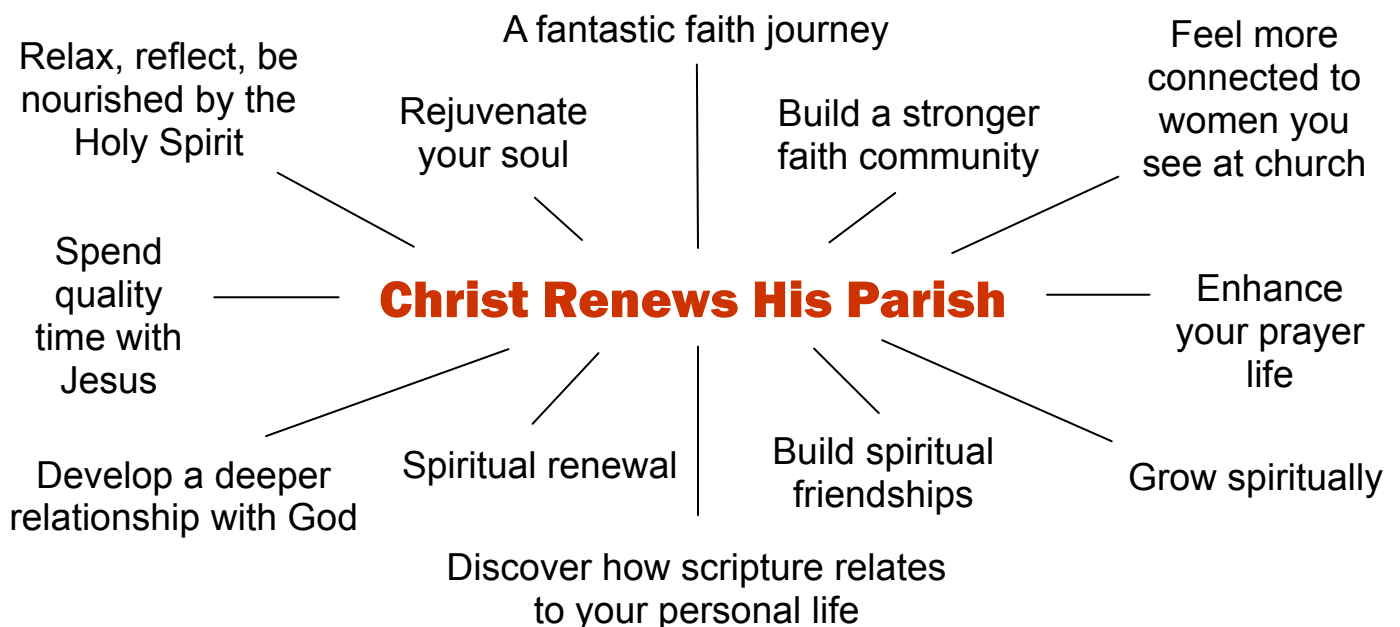 A fantastic faith journey
Relax, reflect, be
nourished by the
Holy Spirit
Rejuvenate
your soul
Build a stronger
faith community
Feel more
connected to
women you
see at church
Spend
quality
time with
Jesus
Christ Renews His Parish
Enhance
your prayer
life
Develop a deeper
relationship with God
Spiritual renewal
Build spiritual
friendships
Grow spiritually
Discover how scripture relates
to your personal life